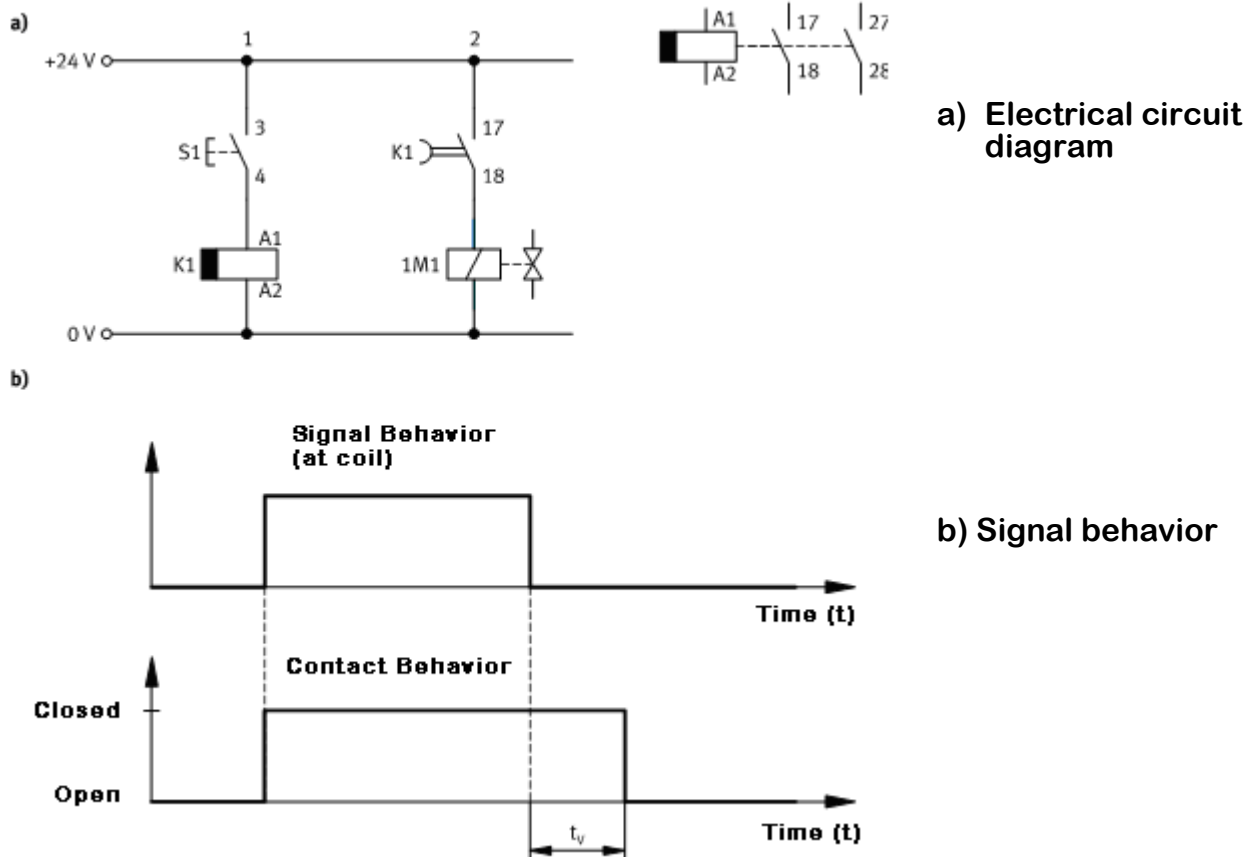 a)
1 2
+24 V
3 17
S1 K1
4 18
A1
K1 1M1
A2
0 V
A1 17 27
A2 18 28
a) Electrical circuit
diagram
b)
Signal Behavior
(at coil)
Time (t)
b) Signal behavior
Contact Behavior
Closed
Open
tv
Time (t)